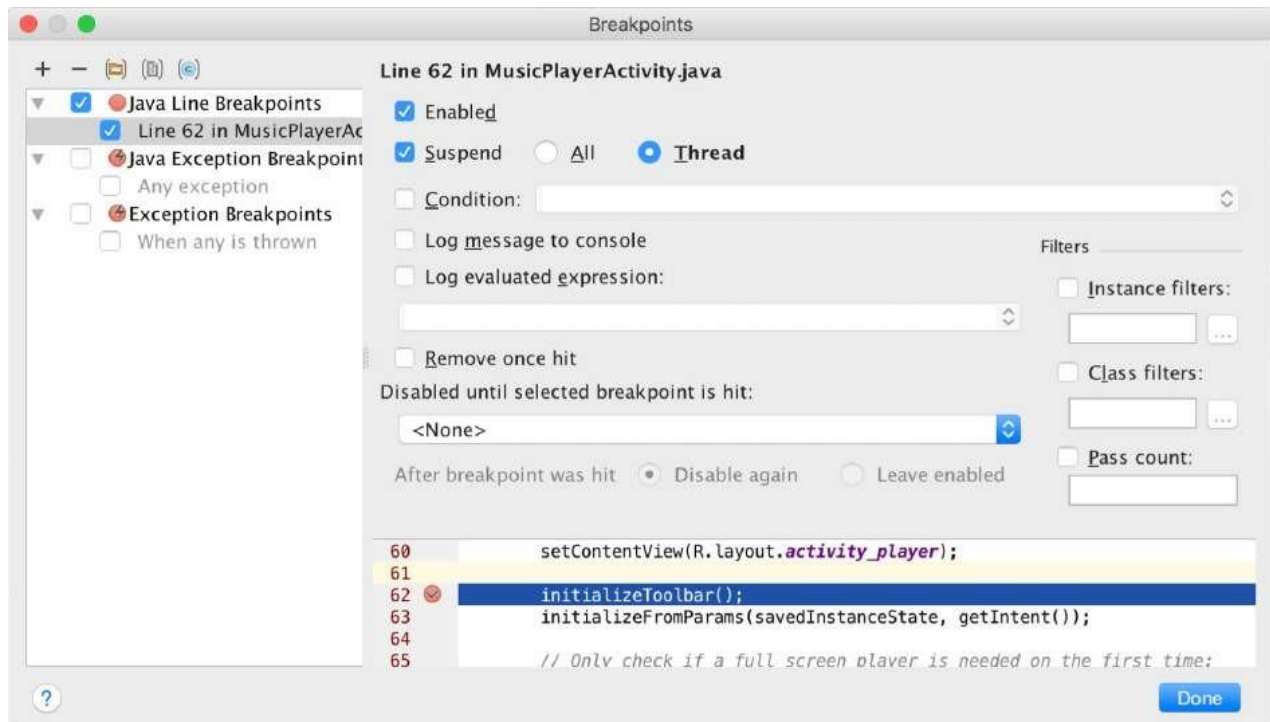 Breakpoints
Java Line Breakpoints
Line 62 in MusicPlayerAc
Java Exception Breakpoint
Any exception
Exception Breakpoints
When any is thrown
Line 62 in MusicPlayerActivity.java
Enabled
Suspend All Thread
Condition:
Log message to console
Log evaluated expression:
Remove once hit
Disabled until selected breakpoint is hit:
<None>
After breakpoint was hit Disable again Leave enabled
Filters
Instance filters:
...
Class filters:
...
Pass count:
60 setContentView(R.layout.activity_player);
61
62 initializeToolbar();
63 initializeFromParams(savedInstanceState, getIntent());
64
65 // Only check if a full screen player is needed on the first time:
?
Done